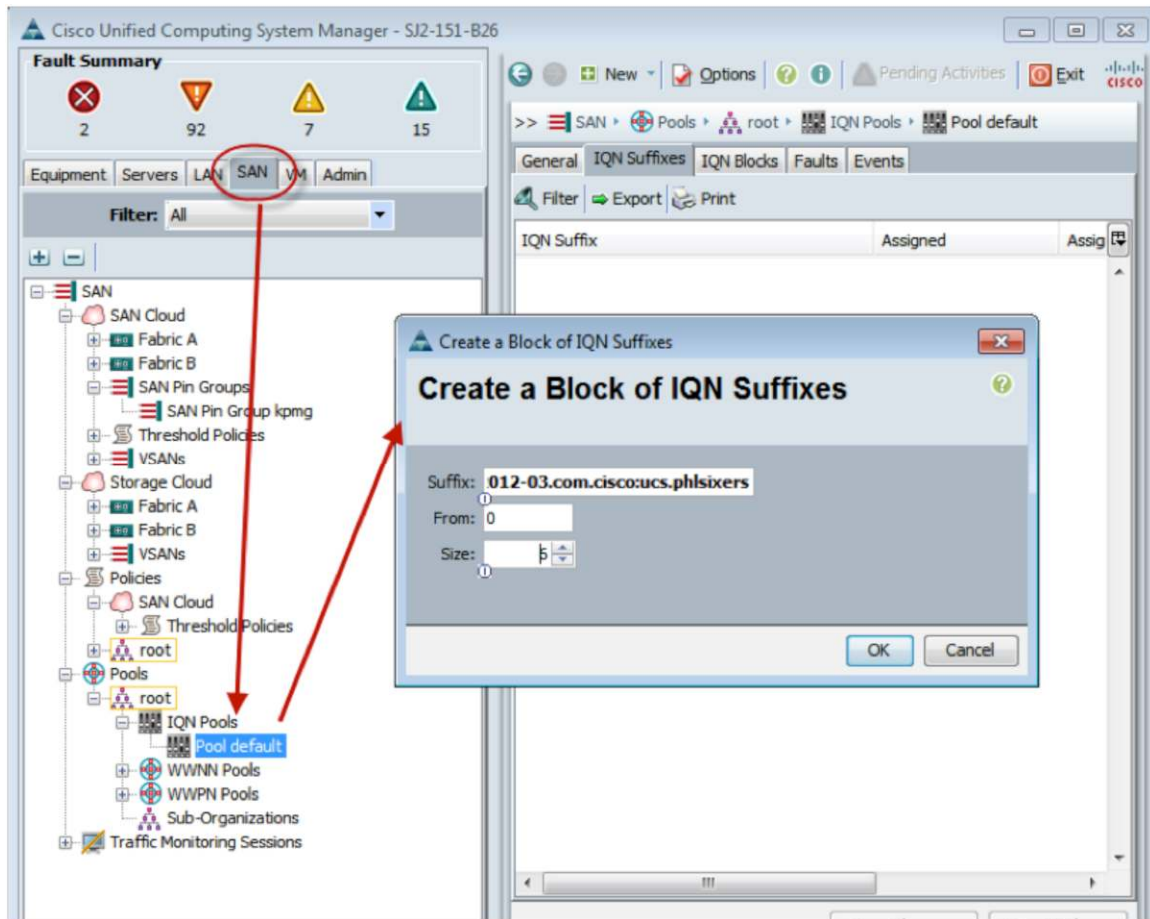 Cisco Unified Computing System Manager - SJ2-151-B26
Fault Summary
2 92 7 15
Equipment Servers LAN SAN VM Admin
Filter: All
SAN
SAN Cloud
Fabric A
Fabric B
SAN Pin Groups
SAN Pin Group kpmg
Threshold Policies
VSANs
Storage Cloud
Fabric A
Fabric B
VSANs
Policies
SAN Cloud
Threshold Policies
root
Pools
root
IQN Pools
Pool default
WWNN Pools
WWPN Pools
Sub-Organizations
Traffic Monitoring Sessions
New Options Pending Activities Exit CISCO
>> SAN Pools root IQN Pools Pool default
General IQN Suffixes IQN Blocks Faults Events
Filter Export Print
IQN Suffix Assigned Assig
Create a Block of IQN Suffixes
Create a Block of IQN Suffixes
Suffix: 012-03.com.cisco:ucs.phlsixers
From: 0
Size:
OK Cancel